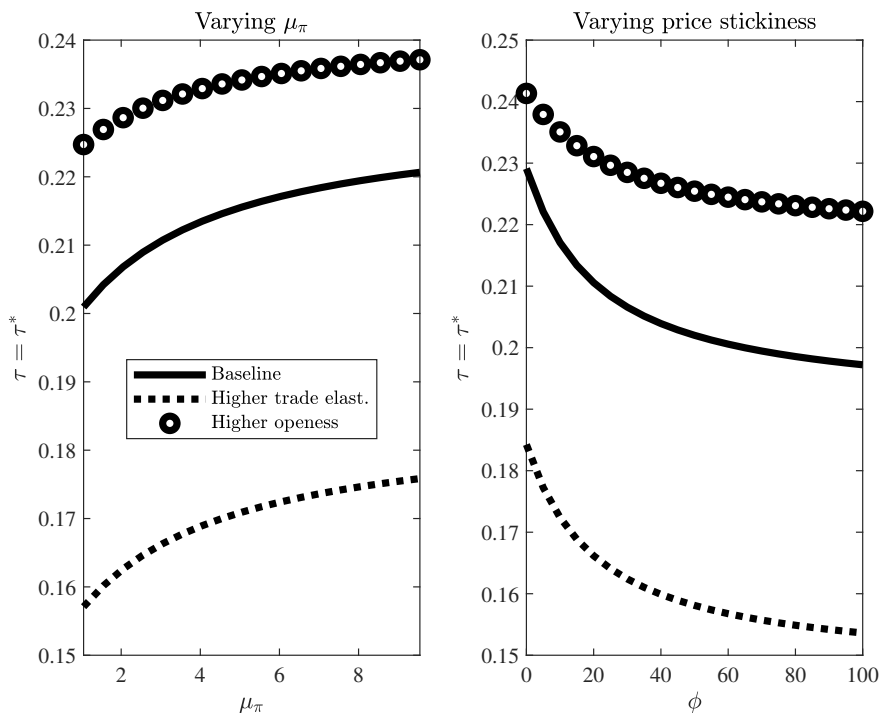 Varying μ_π
0.24
0.23
0.22
0.21
0.2
0.19
0.18
0.17
0.16
0.15
τ = τ*
2 4 6 8
μ_π
Baseline
Higher trade elast.
Higher openess
Varying price stickiness
0.25
0.24
0.23
0.22
0.21
0.2
0.19
0.18
0.17
0.16
0.15
τ = τ*
0 20 40 60 80 100
ϕ